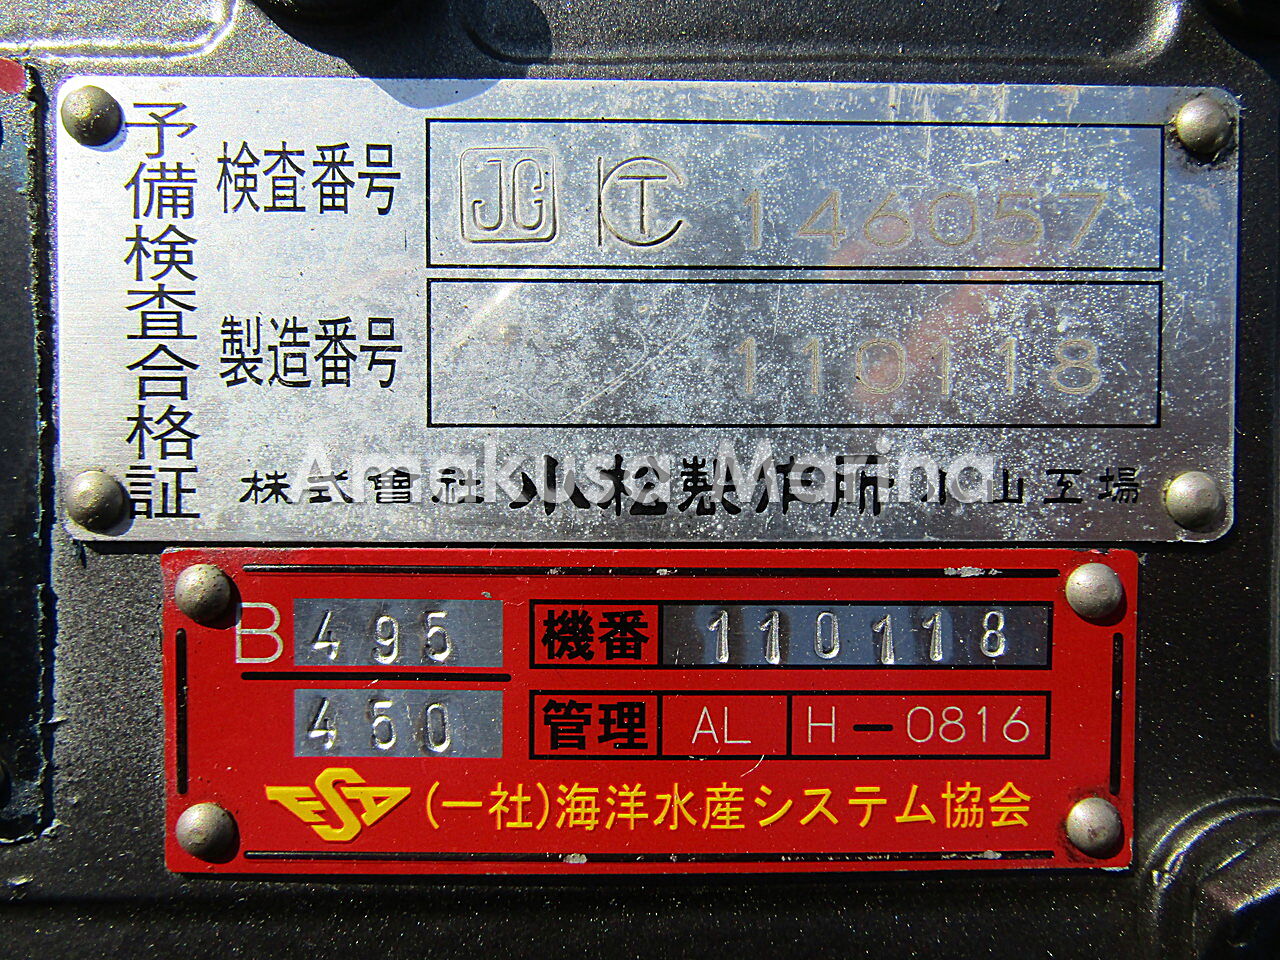 予備検査合格証
検査番号 JG KTC 146057
製造番号 110118
株式會社 小松製作所 小山工場
Amakusa Marina
B 495 機番 110118
450 管理 AL H-0816
FSA (一社)海洋水産システム協会